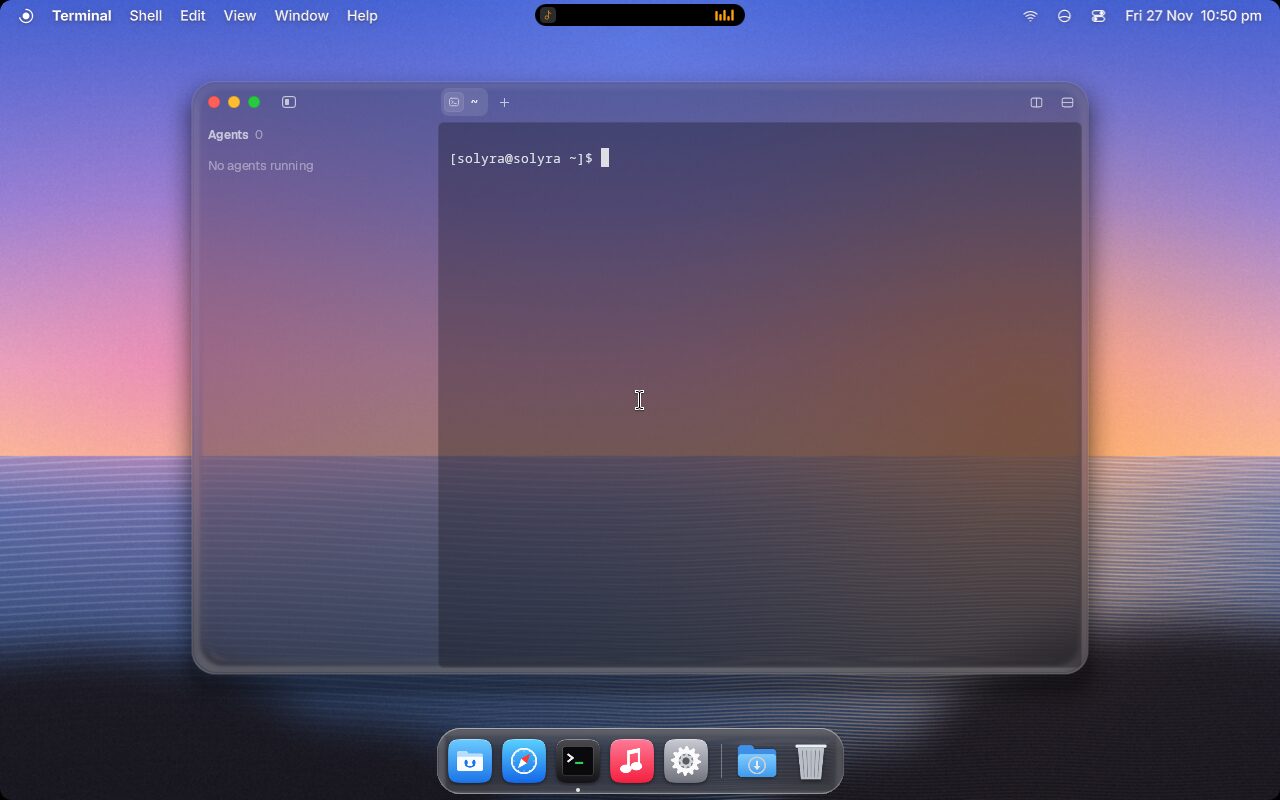 Terminal Shell Edit View Window Help
Fri 27 Nov 10:50 pm
~
Agents 0
No agents running
[solyra@solyra ~]$